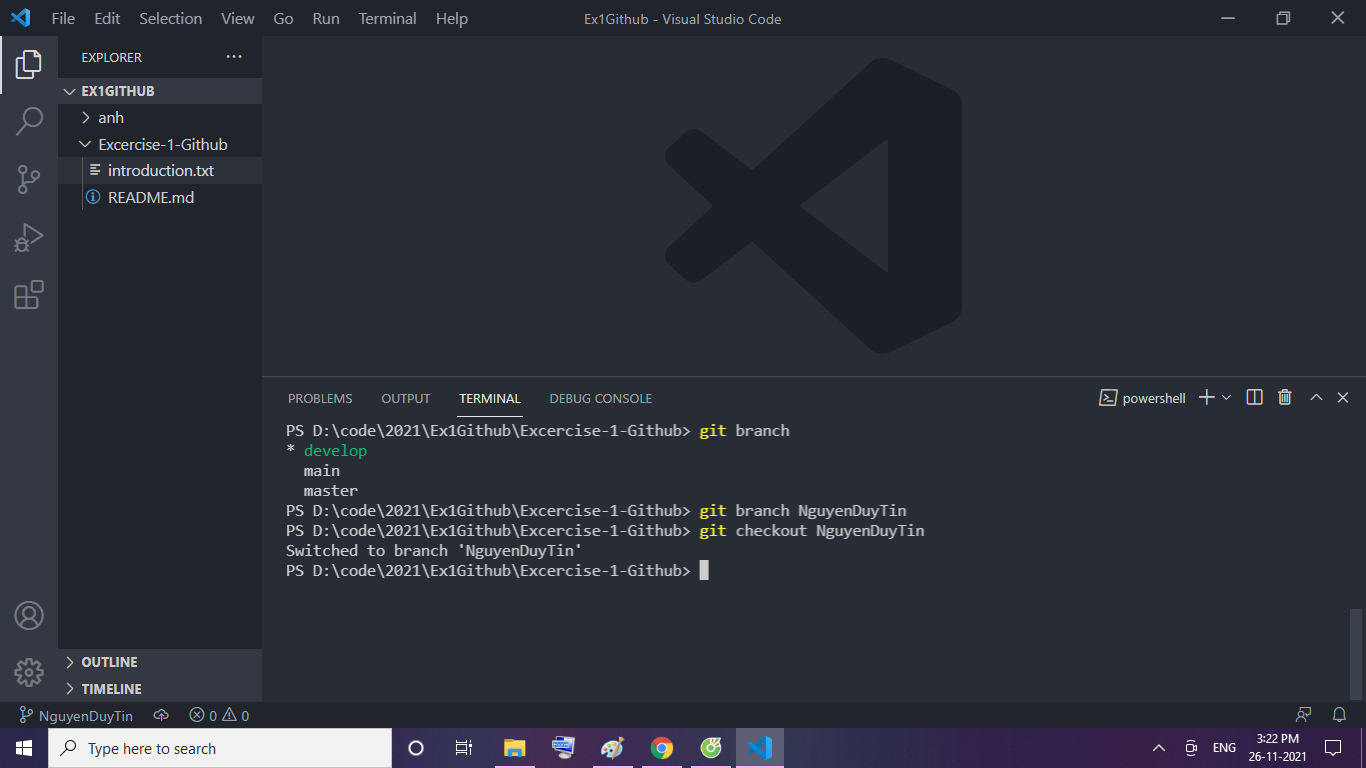 File Edit Selection View Go Run Terminal Help
Ex1Github - Visual Studio Code
EXPLORER
EX1GITHUB
anh
Excercise-1-Github
introduction.txt
README.md
PROBLEMS OUTPUT TERMINAL DEBUG CONSOLE
powershell
PS D:\code\2021\Ex1Github\Excercise-1-Github> git branch
* develop
main
master
PS D:\code\2021\Ex1Github\Excercise-1-Github> git branch NguyenDuyTin
PS D:\code\2021\Ex1Github\Excercise-1-Github> git checkout NguyenDuyTin
Switched to branch 'NguyenDuyTin'
PS D:\code\2021\Ex1Github\Excercise-1-Github>
OUTLINE
TIMELINE
NguyenDuyTin 0 0
Type here to search
ENG
3:22 PM
26-11-2021